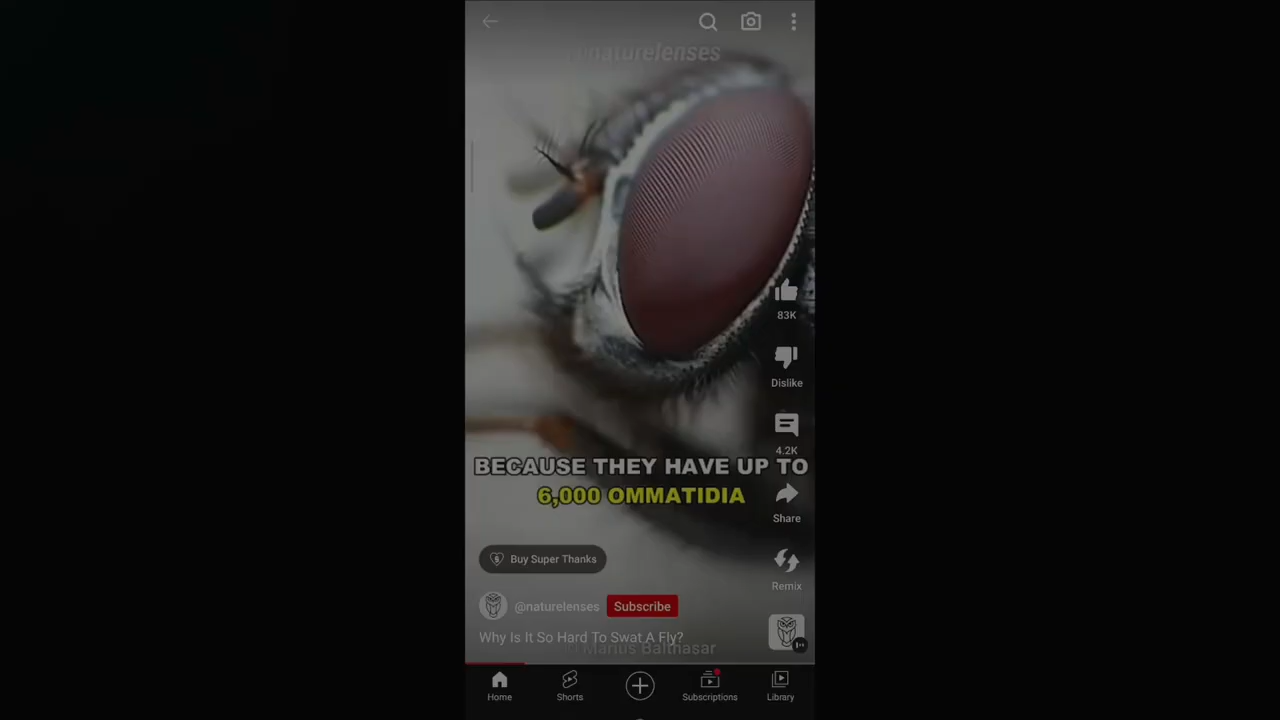 @naturelenses
83K
Dislike
4.2K
BECAUSE THEY HAVE UP TO
6,000 OMMATIDIA
Share
Buy Super Thanks
Remix
@naturelenses Subscribe
Why Is It So Hard To Swat A Fly?
Marius Balthasar
Home Shorts Subscriptions Library